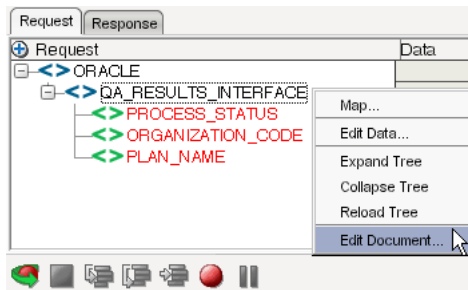 Request Response
Request Data
ORACLE
QA_RESULTS_INTERFACE
PROCESS_STATUS
ORGANIZATION_CODE
PLAN_NAME
Map...
Edit Data...
Expand Tree
Collapse Tree
Reload Tree
Edit Document...